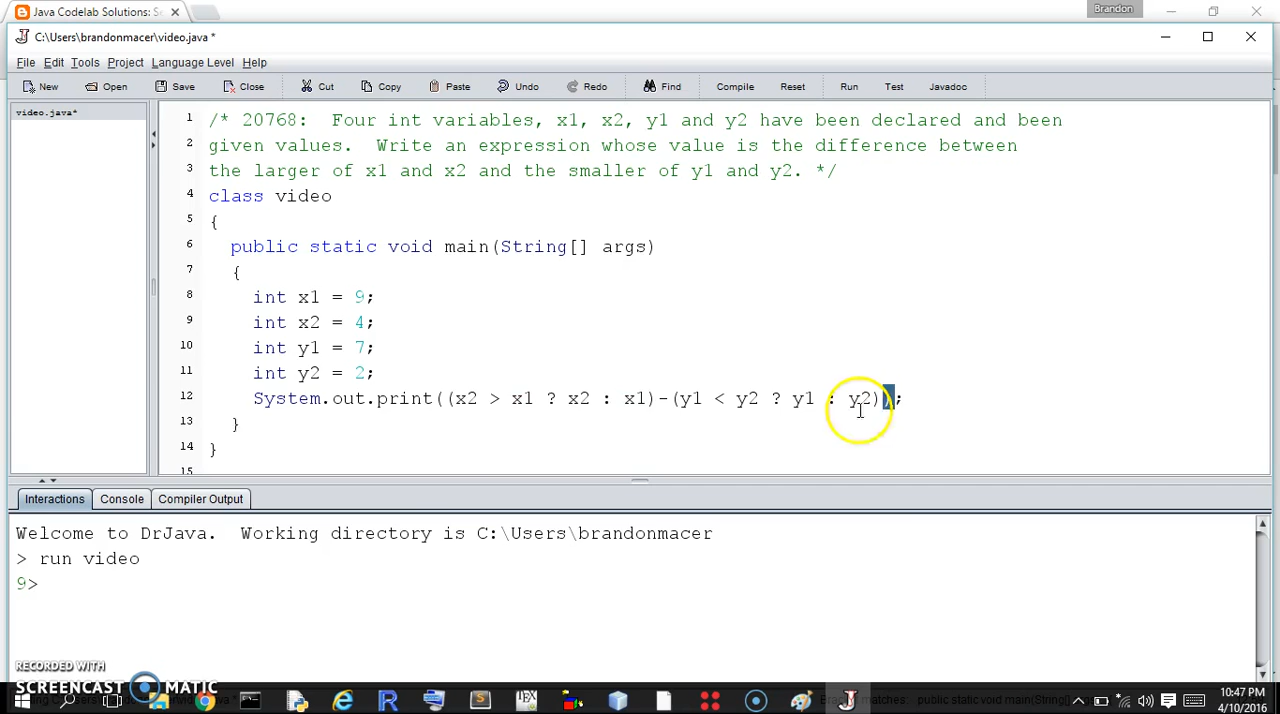 Java Codelab Solutions: So
Brandon
C:\Users\brandonmacer\video.java *
File Edit Tools Project Language Level Help
New Open Save Close Cut Copy Paste Undo Redo Find Compile Reset Run Test Javadoc
video.java*
1 /* 20768: Four int variables, x1, x2, y1 and y2 have been declared and been
2 given values. Write an expression whose value is the difference between
3 the larger of x1 and x2 and the smaller of y1 and y2. */
4 class video
5 {
6 public static void main(String[] args)
7 {
8 int x1 = 9;
9 int x2 = 4;
10 int y1 = 7;
11 int y2 = 2;
12 System.out.print((x2 > x1 ? x2 : x1)-(y1 < y2 ? y1 : y2));
13 }
14 }
15
Interactions Console Compiler Output
Welcome to DrJava. Working directory is C:\Users\brandonmacer
> run video
9>
RECORDED WITH
SCREENCAST MATIC
10:47 PM
4/10/2016